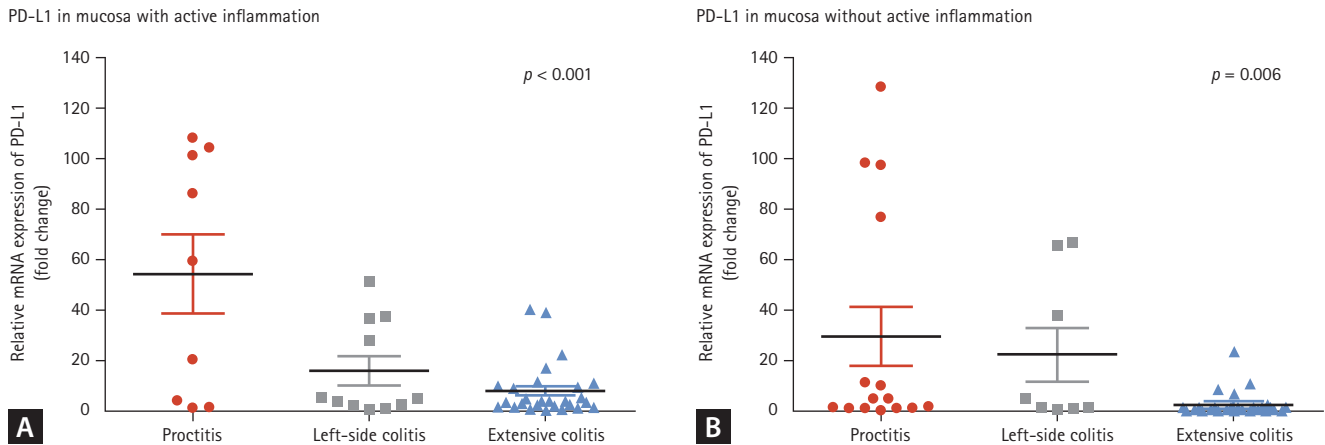 PD-L1 in mucosa with active inflammation
Relative mRNA expression of PD-L1
(fold change)
140
120
100
80
60
40
20
0
p < 0.001
Proctitis
Left-side colitis
Extensive colitis
A
PD-L1 in mucosa without active inflammation
Relative mRNA expression of PD-L1
(fold change)
140
120
100
80
60
40
20
0
p = 0.006
Proctitis
Left-side colitis
Extensive colitis
B